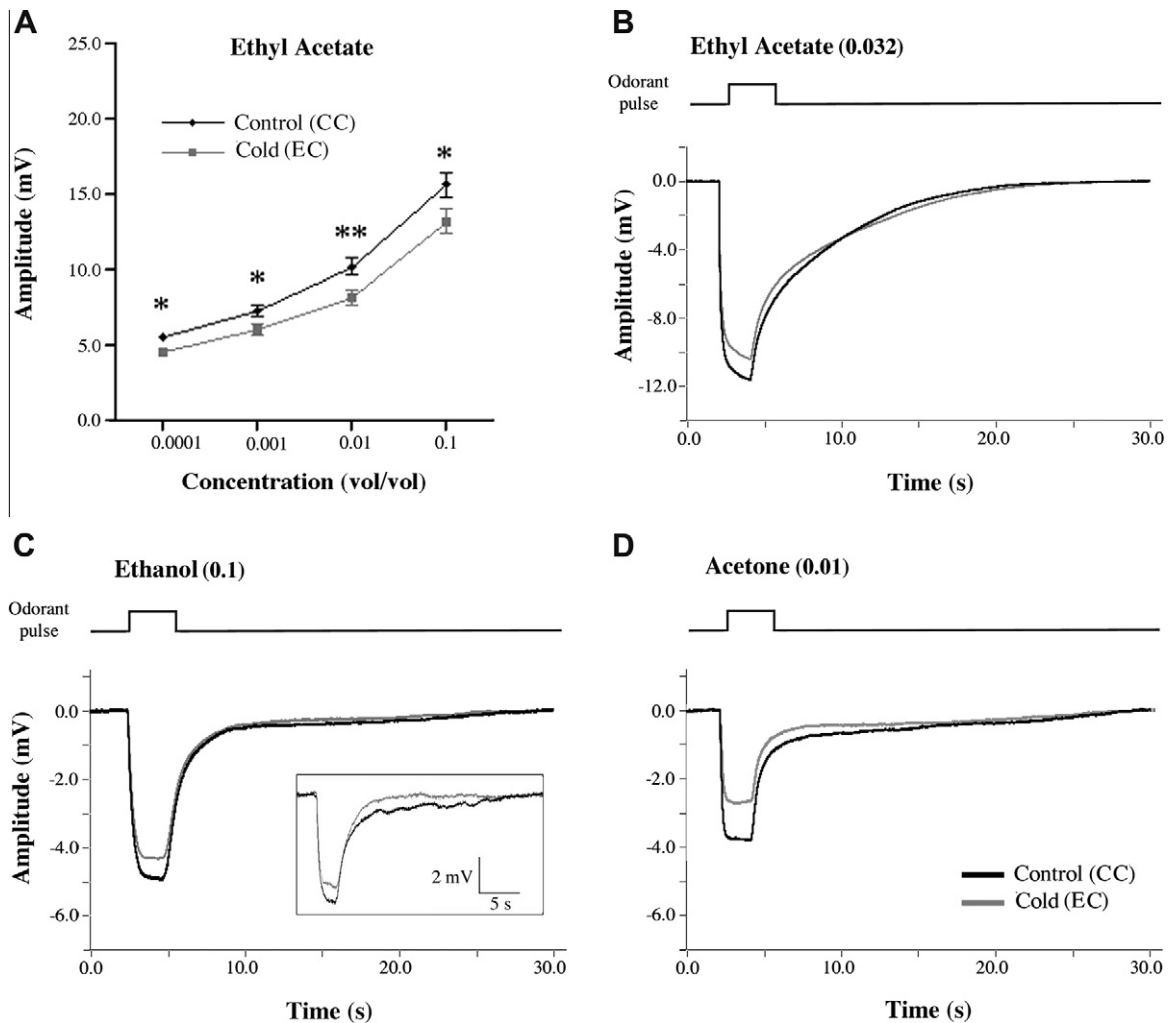 A
Ethyl Acetate
25.0
20.0
15.0
10.0
5.0
0.0
Amplitude (mV)
Control (CC)
Cold (EC)
*
*
**
*
0.0001
0.001
0.01
0.1
Concentration (vol/vol)
B
Ethyl Acetate (0.032)
Odorant
pulse
0.0
-4.0
-8.0
-12.0
Amplitude (mV)
0.0
10.0
20.0
30.0
Time (s)
C
Ethanol (0.1)
Odorant
pulse
0.0
-2.0
-4.0
-6.0
Amplitude (mV)
2 mV
5 s
0.0
10.0
20.0
30.0
Time (s)
D
Acetone (0.01)
0.0
-2.0
-4.0
-6.0
Amplitude (mV)
Control (CC)
Cold (EC)
0.0
10.0
20.0
30.0
Time (s)